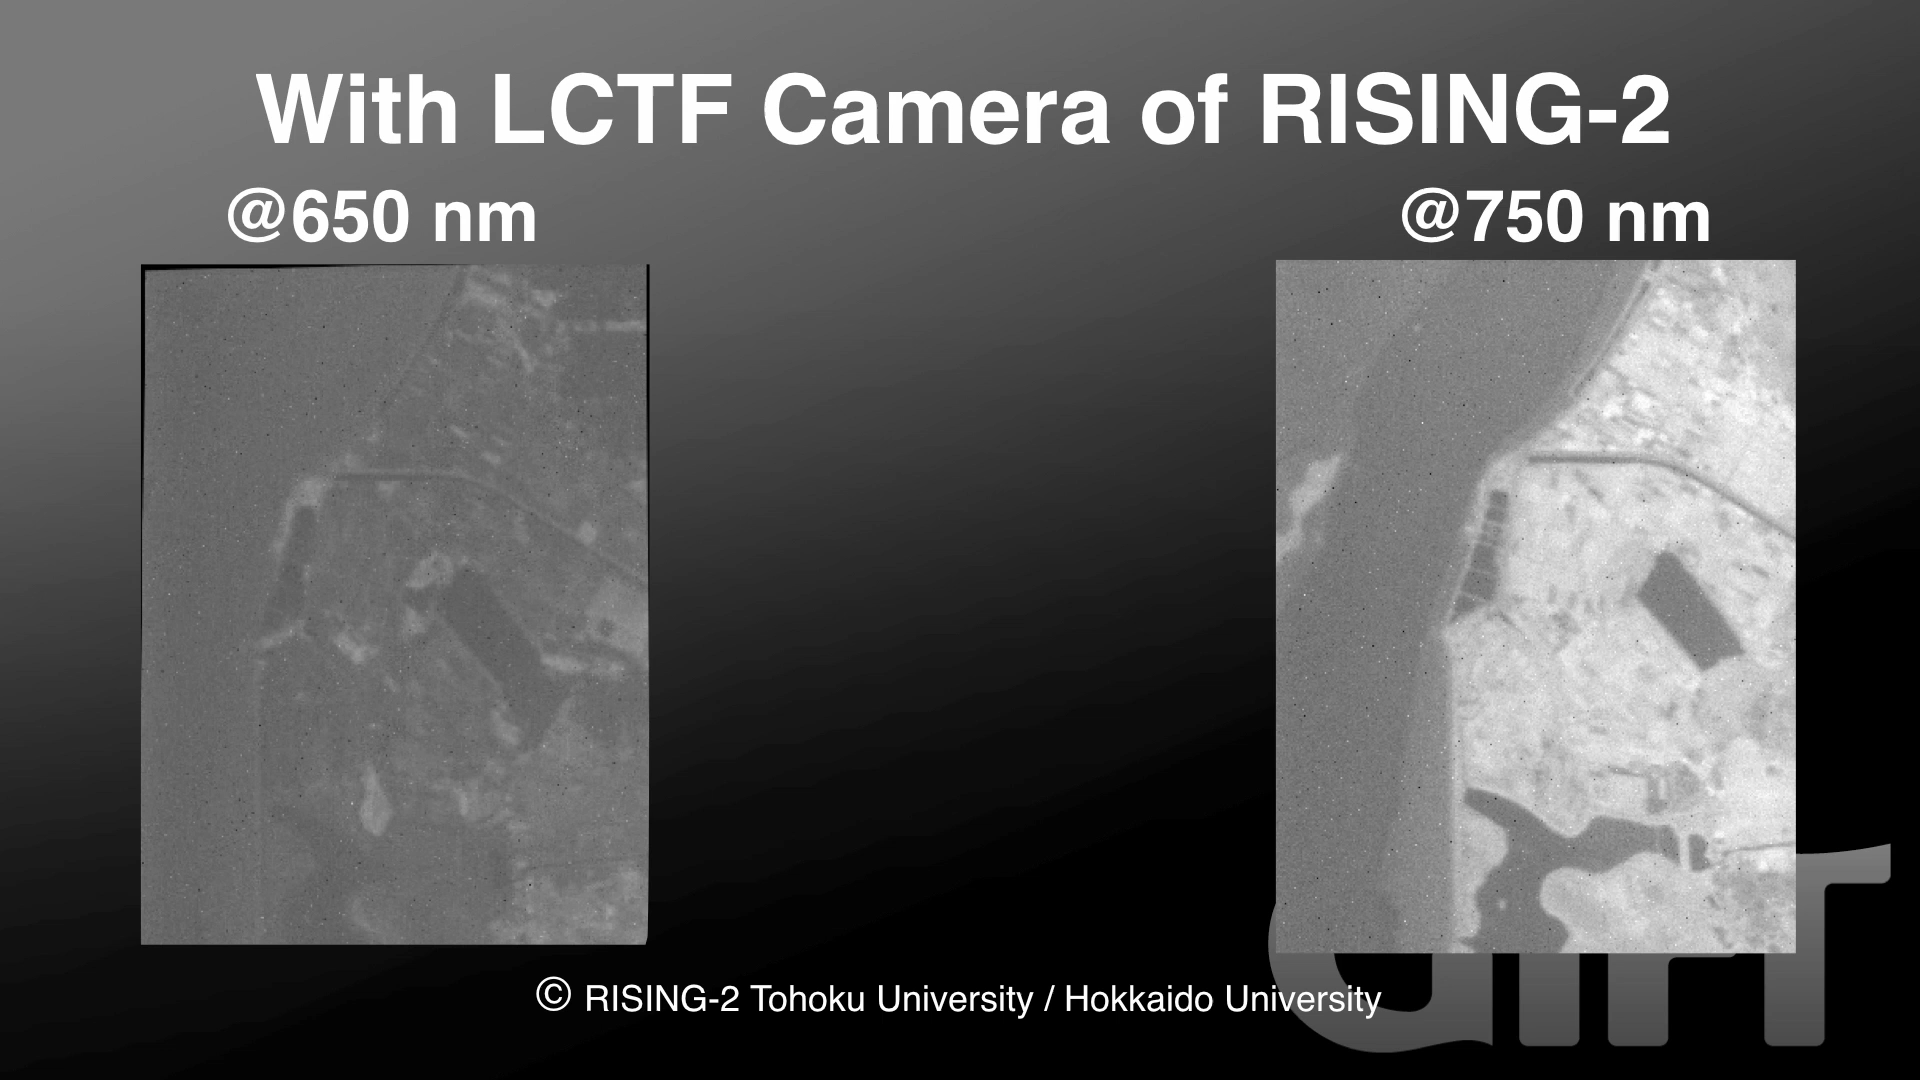 With LCTF Camera of RISING-2
@650 nm
@750 nm
© RISING-2 Tohoku University / Hokkaido University